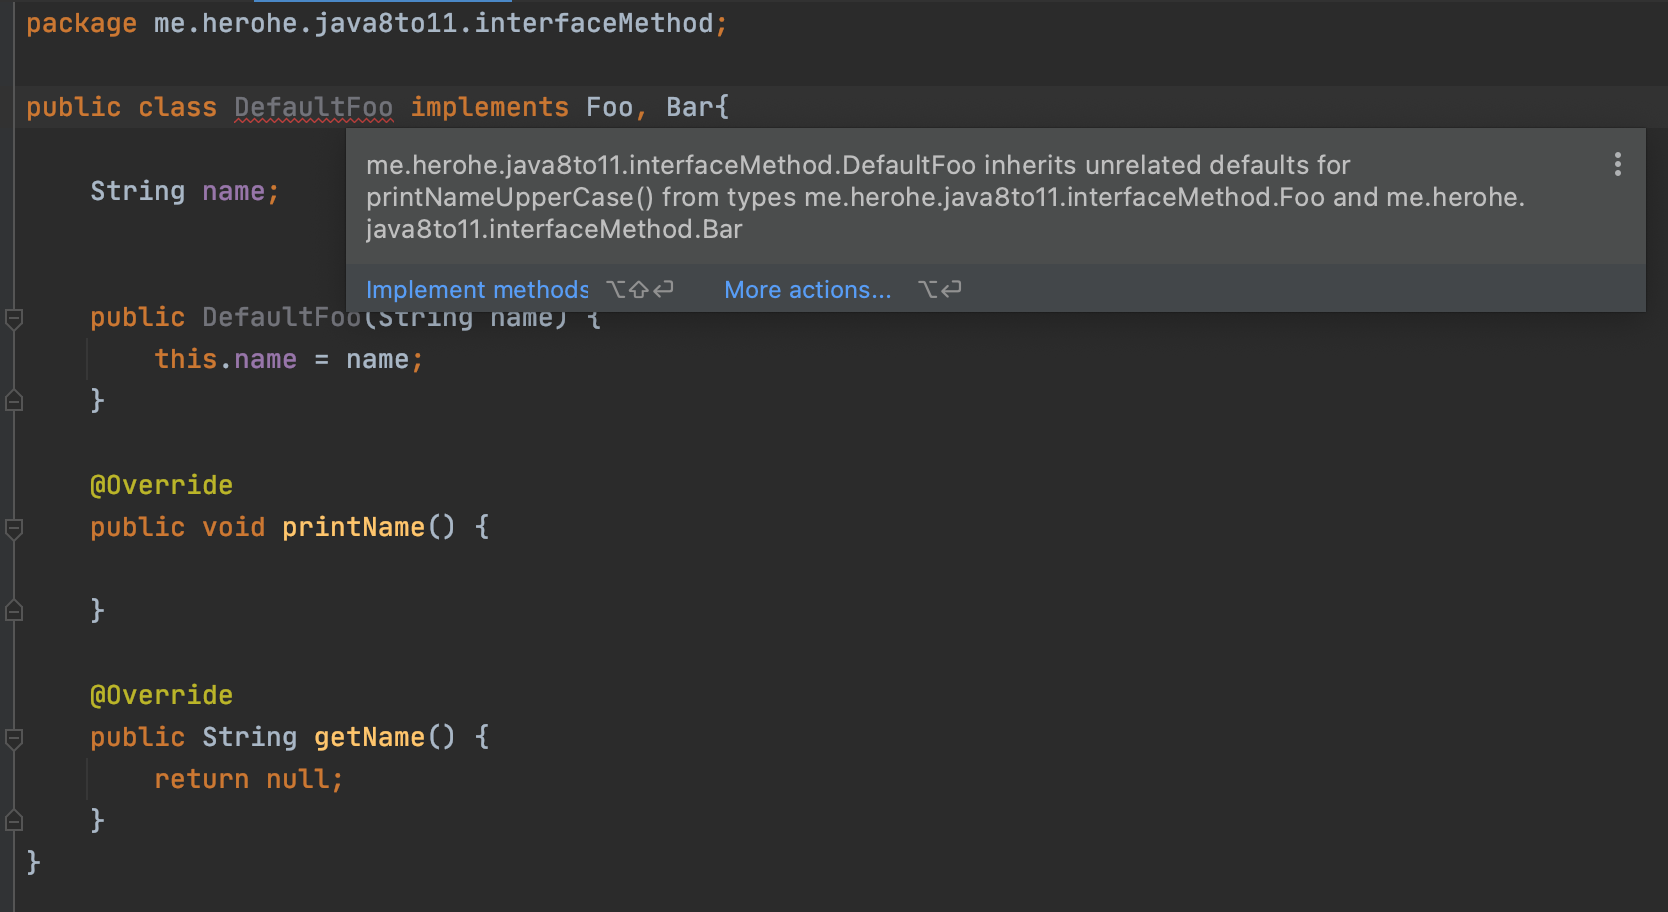 package me.herohe.java8to11.interfaceMethod;
public class DefaultFoo implements Foo, Bar{
me.herohe.java8to11.interfaceMethod.DefaultFoo inherits unrelated defaults for
printNameUpperCase() from types me.herohe.java8to11.interfaceMethod.Foo and me.herohe.
java8to11.interfaceMethod.Bar
Implement methods ⌥⇧⏎ More actions... ⌥⏎
String name;
public DefaultFoo(String name) {
this.name = name;
}
@Override
public void printName() {
}
@Override
public String getName() {
return null;
}
}